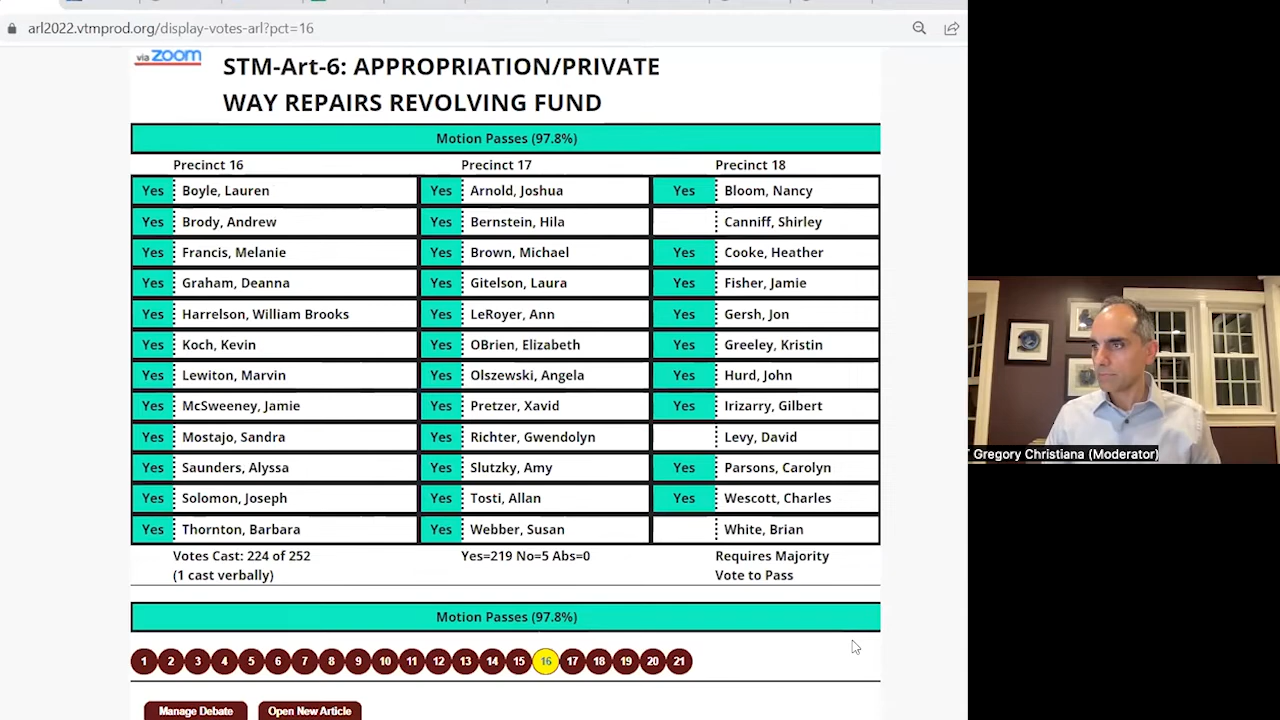 arl2022.vtmprod.org/display-votes-arl?pct=16
via zoom
STM-Art-6: APPROPRIATION/PRIVATE
WAY REPAIRS REVOLVING FUND
Motion Passes (97.8%)
Precinct 16 Precinct 17 Precinct 18
Yes Boyle, Lauren Yes Arnold, Joshua Yes Bloom, Nancy
Yes Brody, Andrew Yes Bernstein, Hila Canniff, Shirley
Yes Francis, Melanie Yes Brown, Michael Yes Cooke, Heather
Yes Graham, Deanna Yes Gitelson, Laura Yes Fisher, Jamie
Yes Harrelson, William Brooks Yes LeRoyer, Ann Yes Gersh, Jon
Yes Koch, Kevin Yes OBrien, Elizabeth Yes Greeley, Kristin
Yes Lewiton, Marvin Yes Olszewski, Angela Yes Hurd, John
Yes McSweeney, Jamie Yes Pretzer, Xavid Yes Irizarry, Gilbert
Yes Mostajo, Sandra Yes Richter, Gwendolyn Levy, David
Yes Saunders, Alyssa Yes Slutzky, Amy Yes Parsons, Carolyn
Yes Solomon, Joseph Yes Tosti, Allan Yes Wescott, Charles
Yes Thornton, Barbara Yes Webber, Susan White, Brian
Votes Cast: 224 of 252 Yes=219 No=5 Abs=0 Requires Majority
(1 cast verbally) Vote to Pass
Motion Passes (97.8%)
1 2 3 4 5 6 7 8 9 10 11 12 13 14 15 16 17 18 19 20 21
Manage Debate Open New Article
Gregory Christiana (Moderator)